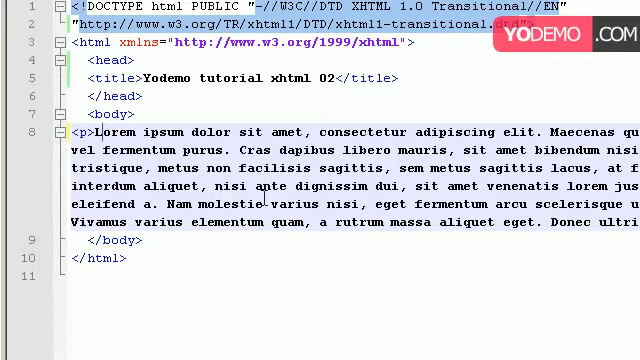 1 <!DOCTYPE html PUBLIC "-//W3C//DTD XHTML 1.0 Transitional//EN"
2 "http://www.w3.org/TR/xhtml1/DTD/xhtml1-transitional.dtd">
YODEMO.COM
3 <html xmlns="http://www.w3.org/1999/xhtml">
4 <head>
5 <title>Yodemo tutorial xhtml 02</title>
6 </head>
7 <body>
8 <p>Lorem ipsum dolor sit amet, consectetur adipiscing elit. Maecenas qu
vel fermentum purus. Cras dapibus libero mauris, sit amet bibendum nisi
tristique, metus non facilisis sagittis, sem metus sagittis lacus, at f
interdum aliquet, nisi ante dignissim dui, sit amet venenatis lorem jus
eleifend a. Nam molestie varius nisi, eget fermentum arcu scelerisque u
Vivamus varius elementum quam, a rutrum massa aliquet eget. Donec ultri
9 </body>
10 </html>
11